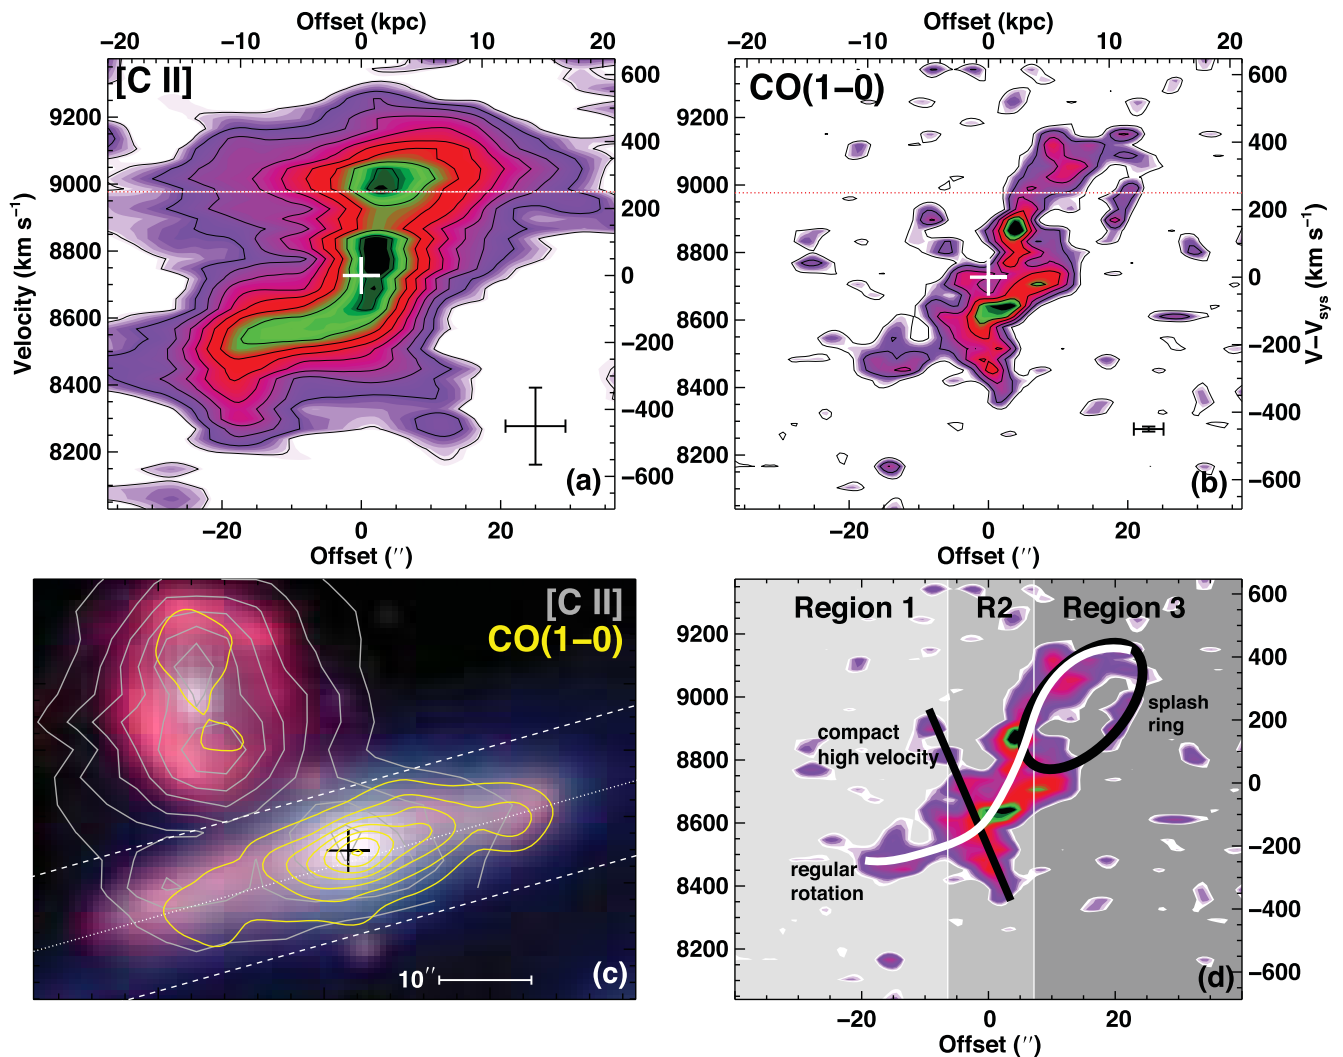 Offset (kpc)
−20 −10 0 10 20
[C II]
Velocity (km s−1)
9200
9000
8800
8600
8400
8200
600
400
200
0
−200
−400
−600
(a)
−20 0 20
Offset (″)
Offset (kpc)
−20 −10 0 10 20
CO(1−0)
9200
9000
8800
8600
8400
8200
600
400
200
0
−200
−400
−600
V−Vsys (km s−1)
(b)
−20 0 20
Offset (″)
[C II]
CO(1−0)
10″
(c)
Region 1 R2 Region 3
9200
9000
8800
8600
8400
8200
600
400
200
0
−200
−400
−600
splash
ring
compact
high velocity
regular
rotation
(d)
−20 0 20
Offset (″)